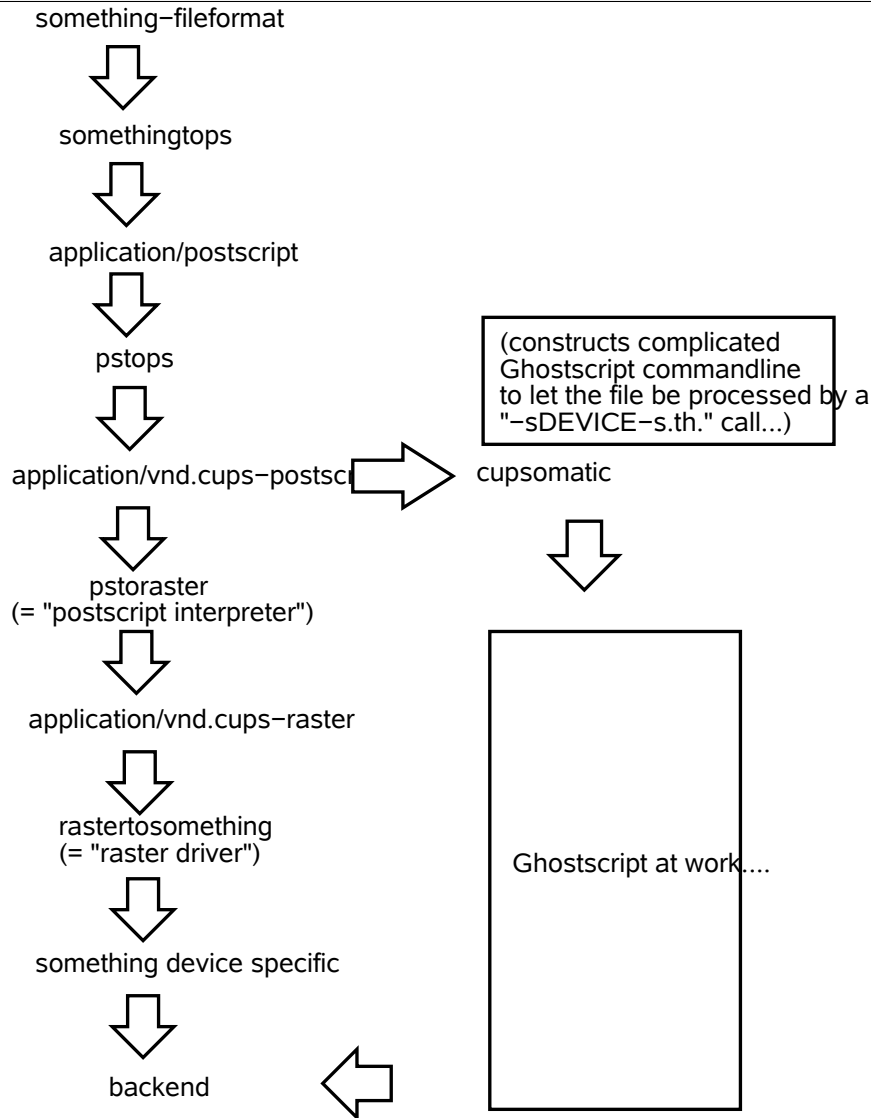 something−fileformat
somethingtops
application/postscript
pstops
(constructs complicated
Ghostscript commandline
to let the file be processed by a
"−sDEVICE−s.th." call...)
application/vnd.cups−postscr
cupsomatic
pstoraster
(= "postscript interpreter")
application/vnd.cups−raster
rastertosomething
(= "raster driver")
Ghostscript at work....
something device specific
backend